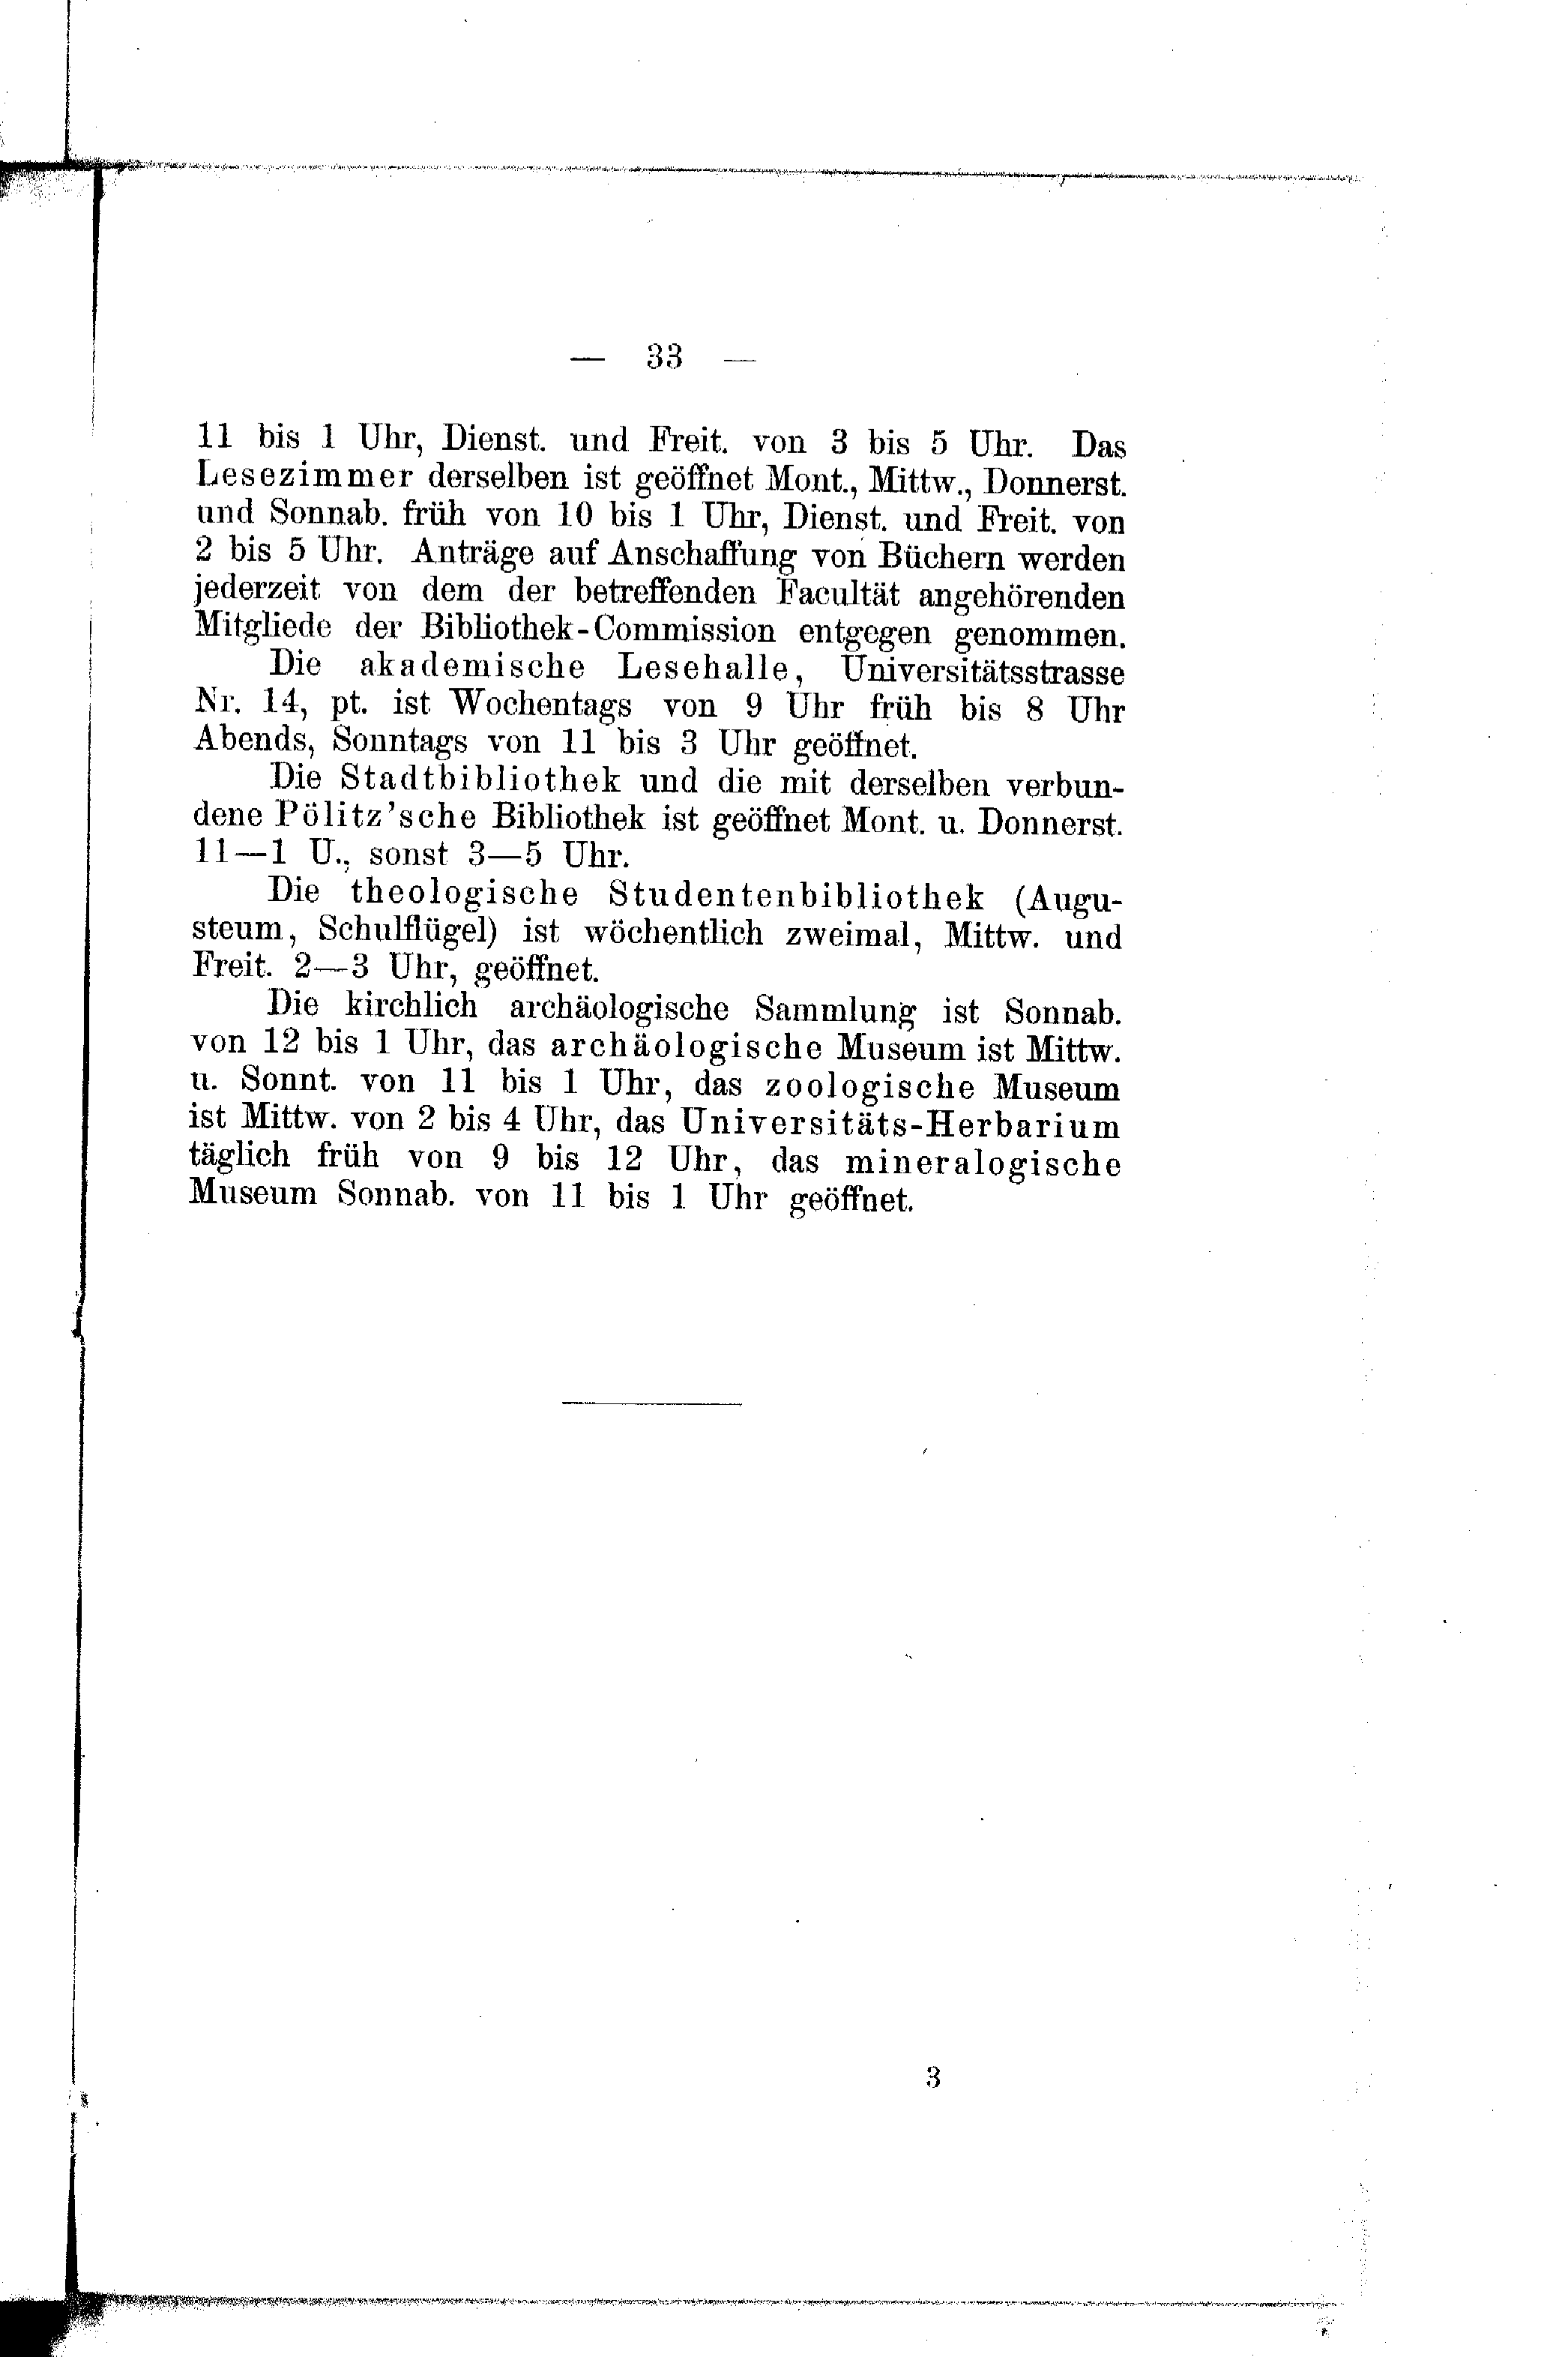 — 33 —
11 bis 1 Uhr, Dienst. und Freit. von 3 bis 5 Uhr. Das
Lesezimmer derselben ist geöffnet Mont., Mittw., Donnerst.
und Sonnab. früh von 10 bis 1 Uhr, Dienst. und Freit. von
2 bis 5 Uhr. Anträge auf Anschaffung von Büchern werden
jederzeit von dem der betreffenden Facultät angehörenden
Mitgliede der Bibliothek-Commission entgegen genommen.
Die akademische Lesehalle, Universitätsstrasse
Nr. 14, pt. ist Wochentags von 9 Uhr früh bis 8 Uhr
Abends, Sonntags von 11 bis 3 Uhr geöffnet.
Die Stadtbibliothek und die mit derselben verbun-
dene Pölitz'sche Bibliothek ist geöffnet Mont. u. Donnerst.
11—1 U., sonst 3—5 Uhr.
Die theologische Studentenbibliothek (Augu-
steum, Schulflügel) ist wöchentlich zweimal, Mittw. und
Freit. 2—3 Uhr, geöffnet.
Die kirchlich archäologische Sammlung ist Sonnab.
von 12 bis 1 Uhr, das archäologische Museum ist Mittw.
u. Sonnt. von 11 bis 1 Uhr, das zoologische Museum
ist Mittw. von 2 bis 4 Uhr, das Universitäts-Herbarium
täglich früh von 9 bis 12 Uhr, das mineralogische
Museum Sonnab. von 11 bis 1 Uhr geöffnet.
3